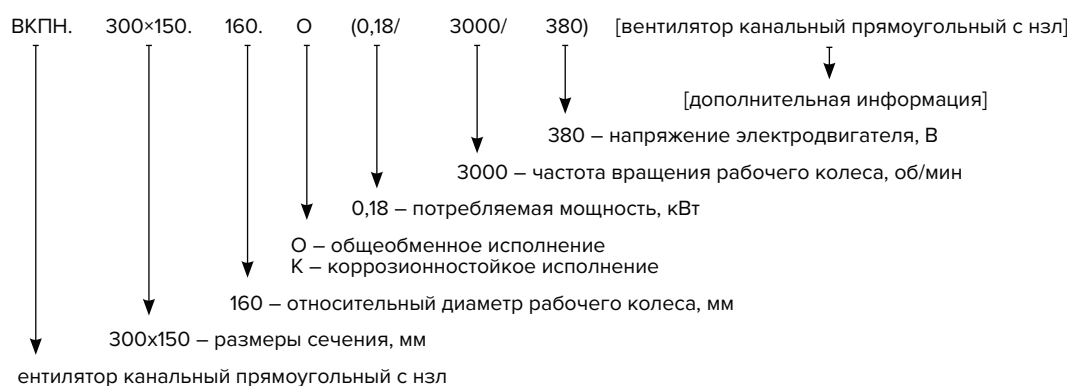 ВКПН. 300×150. 160. О (0,18/ 3000/ 380) [вентилятор канальный прямоугольный с нзл]
[дополнительная информация]
380 – напряжение электродвигателя, В
3000 – частота вращения рабочего колеса, об/мин
0,18 – потребляемая мощность, кВт
О – общеобменное исполнение
К – коррозионностойкое исполнение
160 – относительный диаметр рабочего колеса, мм
300х150 – размеры сечения, мм
ентилятор канальный прямоугольный с нзл